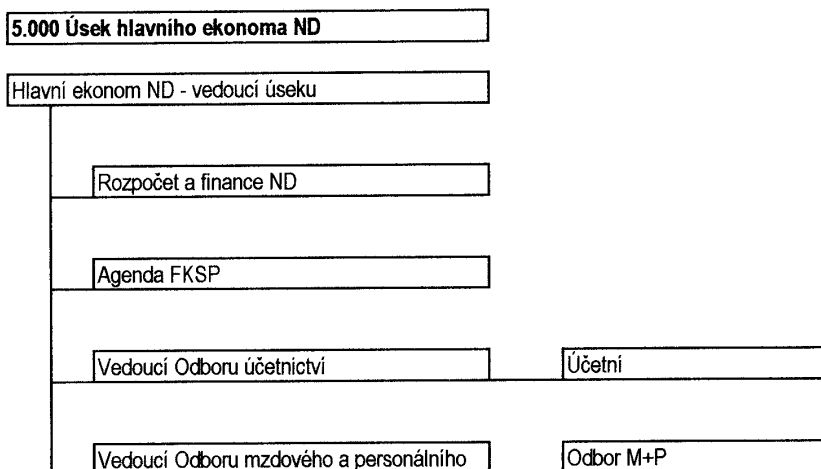 5.000 Úsek hlavního ekonoma ND
Hlavní ekonom ND - vedoucí úseku
Rozpočet a finance ND
Agenda FKSP
Vedoucí Odboru účetnictví
Účetní
Vedoucí Odboru mzdového a personálního
Odbor M+P